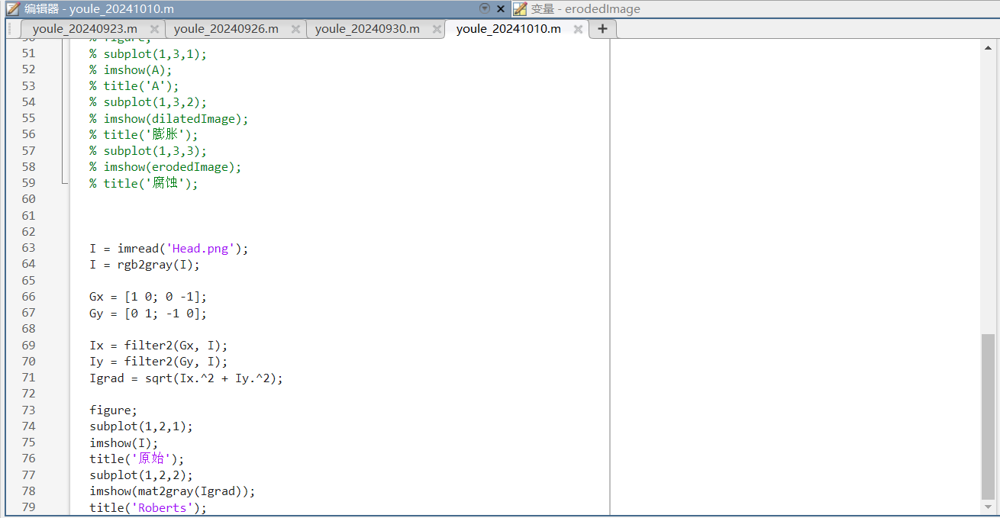 编辑器 - youle_20241010.m
变量 - erodedImage
youle_20240923.m
youle_20240926.m
youle_20240930.m
youle_20241010.m
+
50 % figure;
51 % subplot(1,3,1);
52 % imshow(A);
53 % title('A');
54 % subplot(1,3,2);
55 % imshow(dilatedImage);
56 % title('膨胀');
57 % subplot(1,3,3);
58 % imshow(erodedImage);
59 % title('腐蚀');
60
61
62
63 I = imread('Head.png');
64 I = rgb2gray(I);
65
66 Gx = [1 0; 0 -1];
67 Gy = [0 1; -1 0];
68
69 Ix = filter2(Gx, I);
70 Iy = filter2(Gy, I);
71 Igrad = sqrt(Ix.^2 + Iy.^2);
72
73 figure;
74 subplot(1,2,1);
75 imshow(I);
76 title('原始');
77 subplot(1,2,2);
78 imshow(mat2gray(Igrad));
79 title('Roberts');